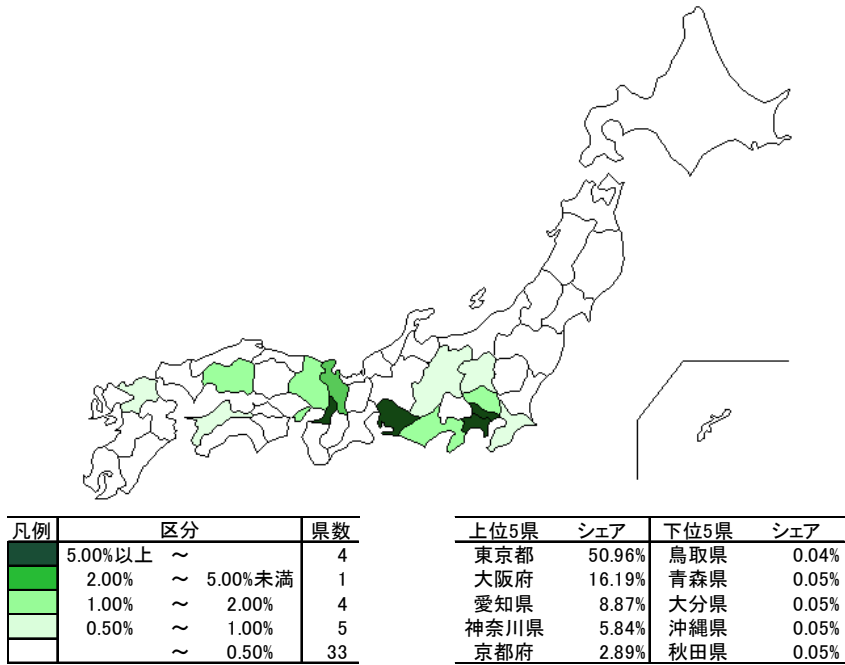 凡例 区分 県数
5.00%以上 ～ 4
2.00% ～ 5.00%未満 1
1.00% ～ 2.00% 4
0.50% ～ 1.00% 5
～ 0.50% 33
上位5県 シェア 下位5県 シェア
東京都 50.96% 鳥取県 0.04%
大阪府 16.19% 青森県 0.05%
愛知県 8.87% 大分県 0.05%
神奈川県 5.84% 沖縄県 0.05%
京都府 2.89% 秋田県 0.05%